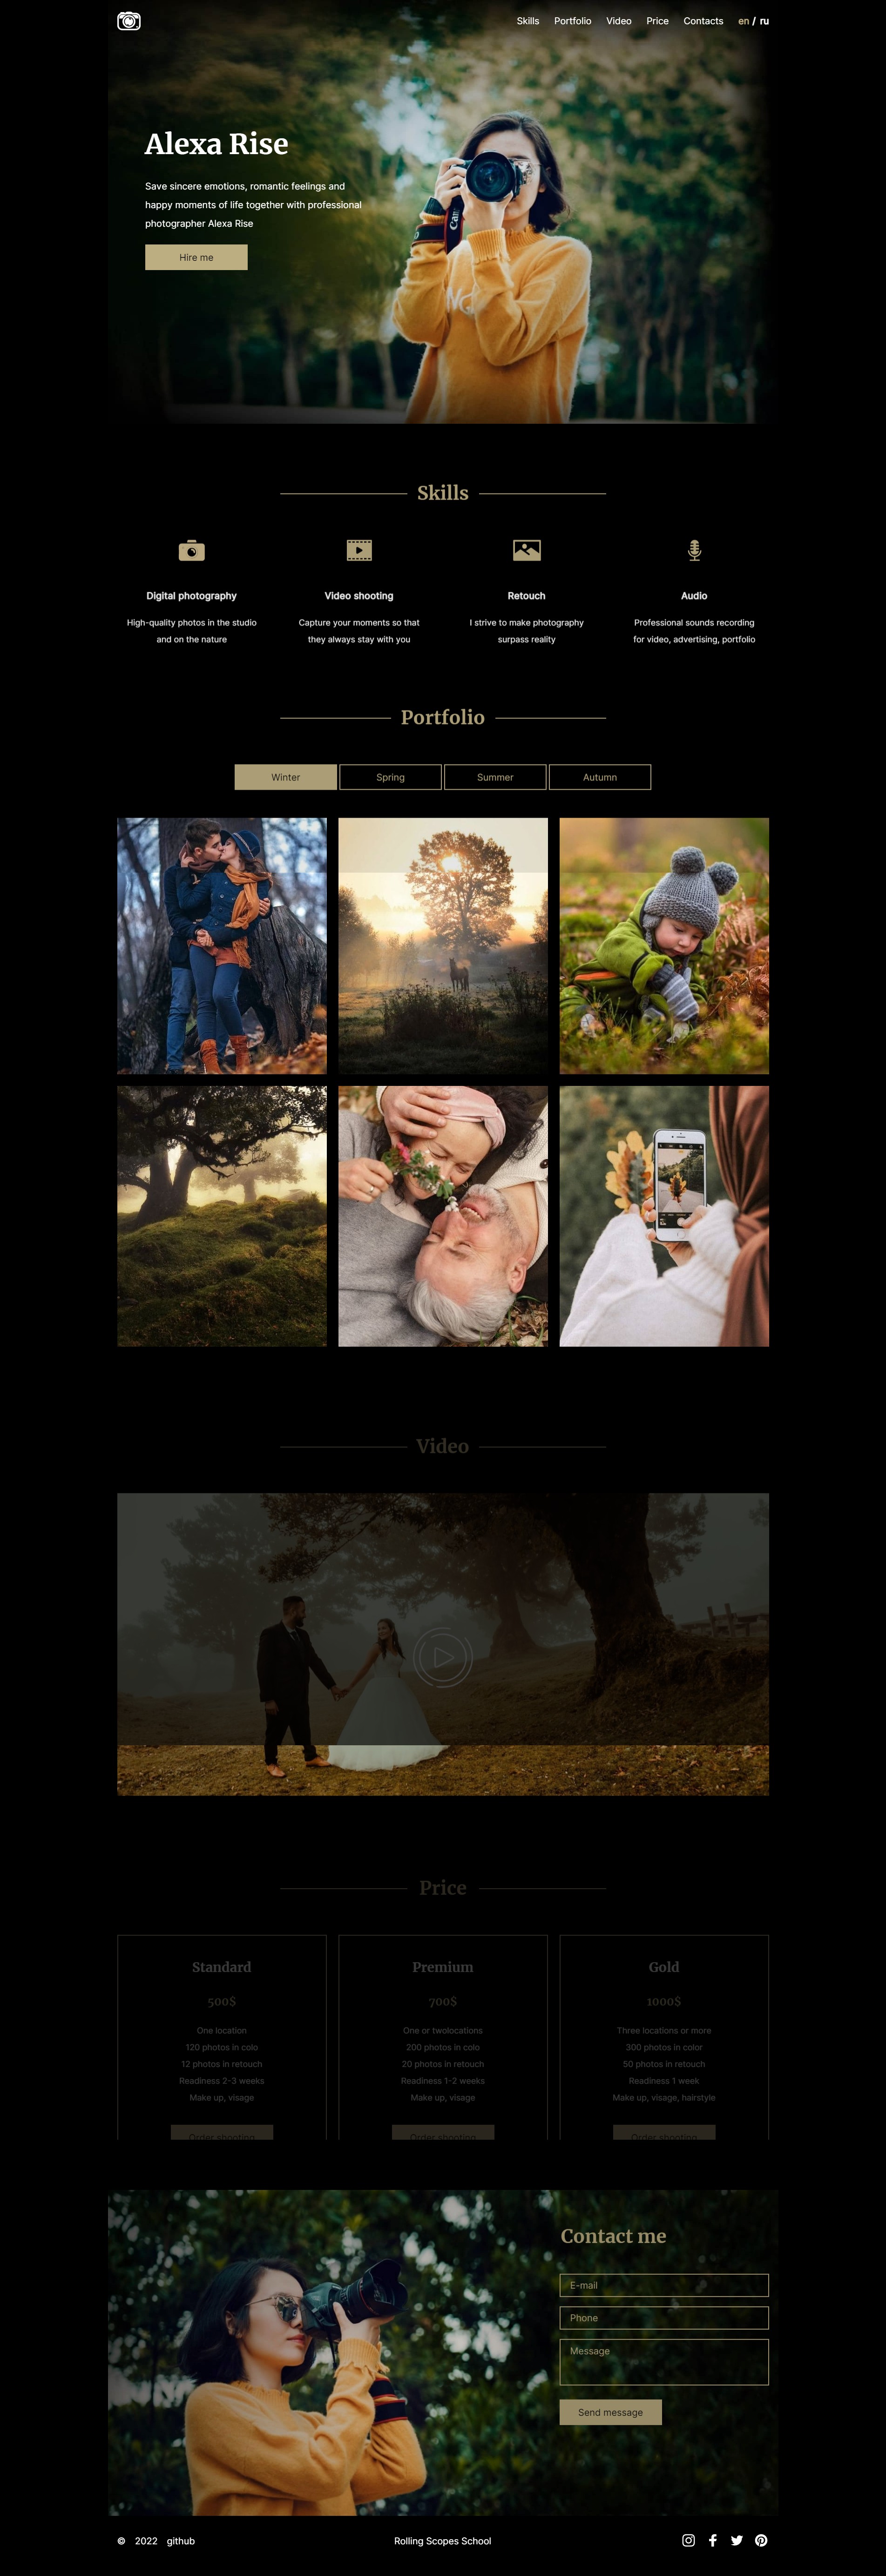 Skills Portfolio Video Price Contacts en / ru
Alexa Rise
Save sincere emotions, romantic feelings and
happy moments of life together with professional
photographer Alexa Rise
Hire me
Skills
Digital photography
High-quality photos in the studio
and on the nature
Video shooting
Capture your moments so that
they always stay with you
Retouch
I strive to make photography
surpass reality
Audio
Professional sounds recording
for video, advertising, portfolio
Portfolio
Winter Spring Summer Autumn
Video
Price
Standard
500$
One location
120 photos in colo
12 photos in retouch
Readiness 2-3 weeks
Make up, visage
Order shooting
Premium
700$
One or twolocations
200 photos in colo
20 photos in retouch
Readiness 1-2 weeks
Make up, visage
Order shooting
Gold
1000$
Three locations or more
300 photos in color
50 photos in retouch
Readiness 1 week
Make up, visage, hairstyle
Order shooting
Contact me
E-mail
Phone
Message
Send message
© 2022 github
Rolling Scopes School